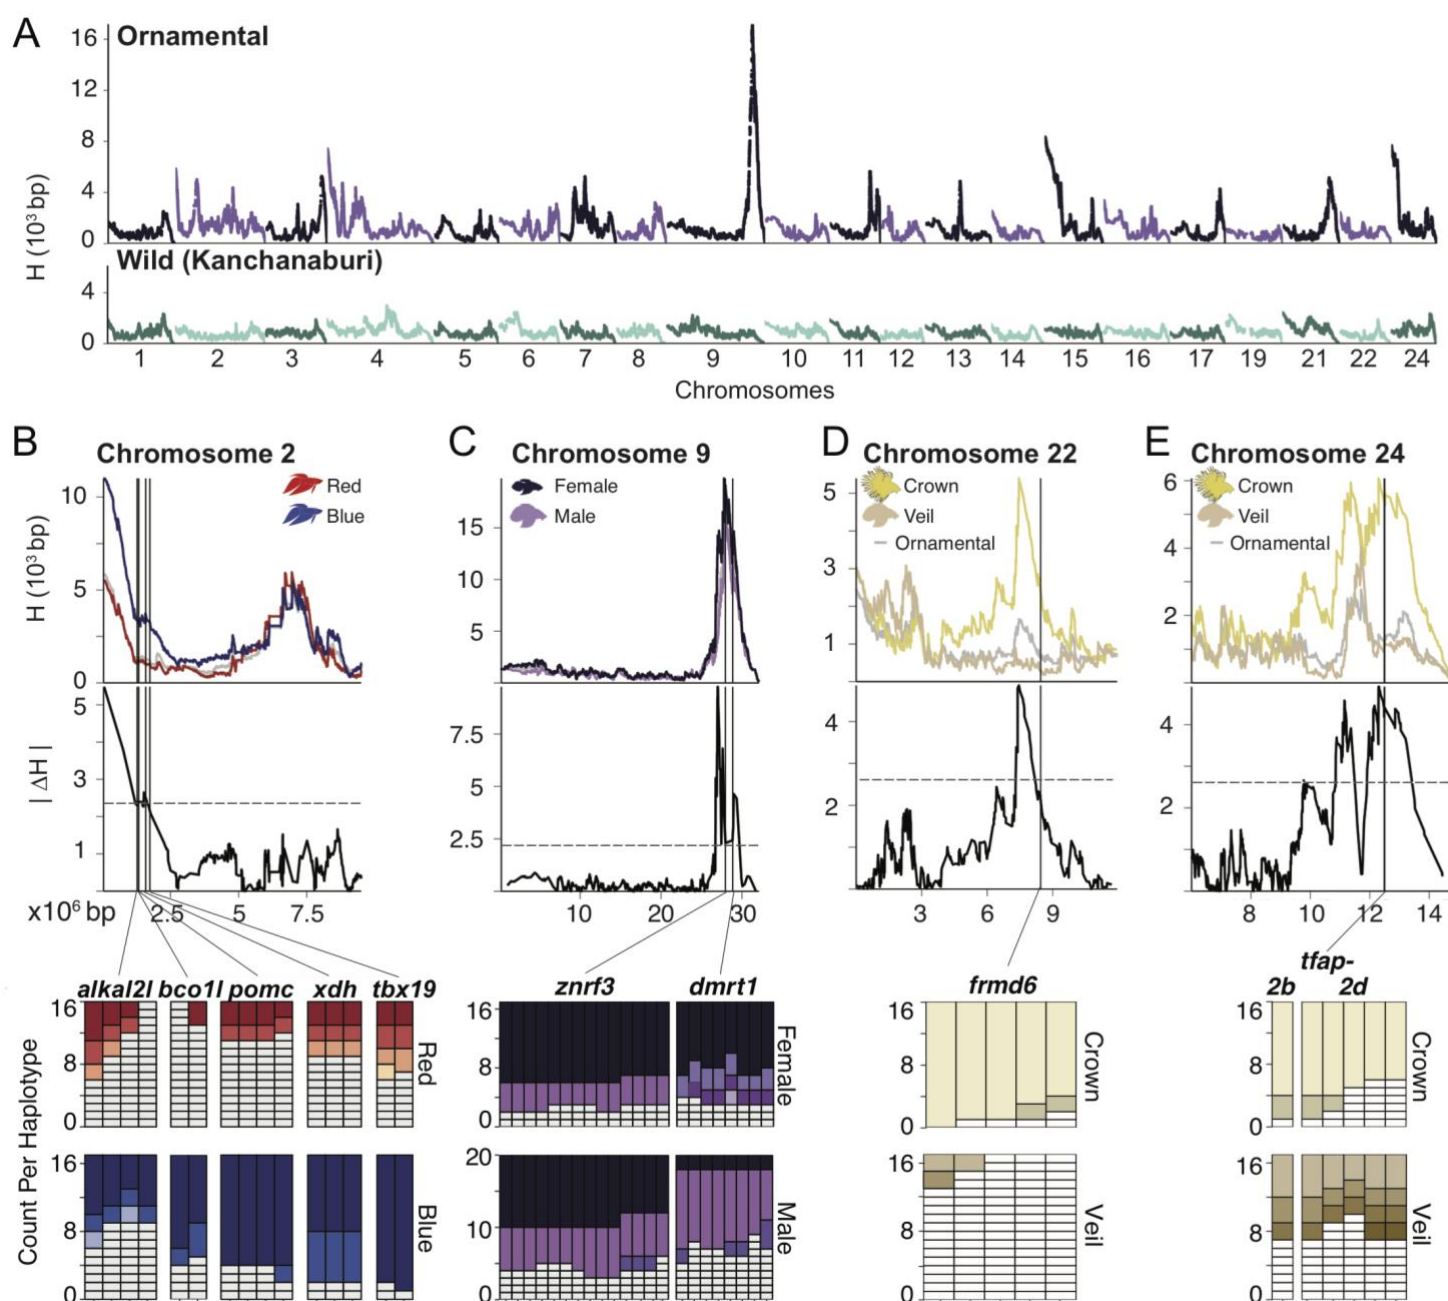 A
Ornamental
16
12
8
4
0
H (10³ bp)
Wild (Kanchanaburi)
4
0
1 2 3 4 5 6 7 8 9 10 11 12 13 14 15 16 17 19 21 22 24
Chromosomes
B
Chromosome 2
Red
Blue
10
5
0
H (10³ bp)
5
3
1
| ΔH |
x10⁶ bp 2.5 5 7.5
alkal2l bco1l pomc xdh tbx19
16
8
0
Red
16
8
0
Blue
Count Per Haplotype
C
Chromosome 9
Female
Male
15
10
5
7.5
5
2.5
10 20 30
znrf3 dmrt1
16
8
0
Female
20
10
0
Male
D
Chromosome 22
Crown
Veil
Ornamental
5
3
1
4
2
3 6 9
frmd6
16
8
0
Crown
16
8
0
Veil
E
Chromosome 24
Crown
Veil
Ornamental
6
4
2
4
2
8 10 12 14
tfap-
2b 2d
16
8
0
Crown
16
8
0
Veil